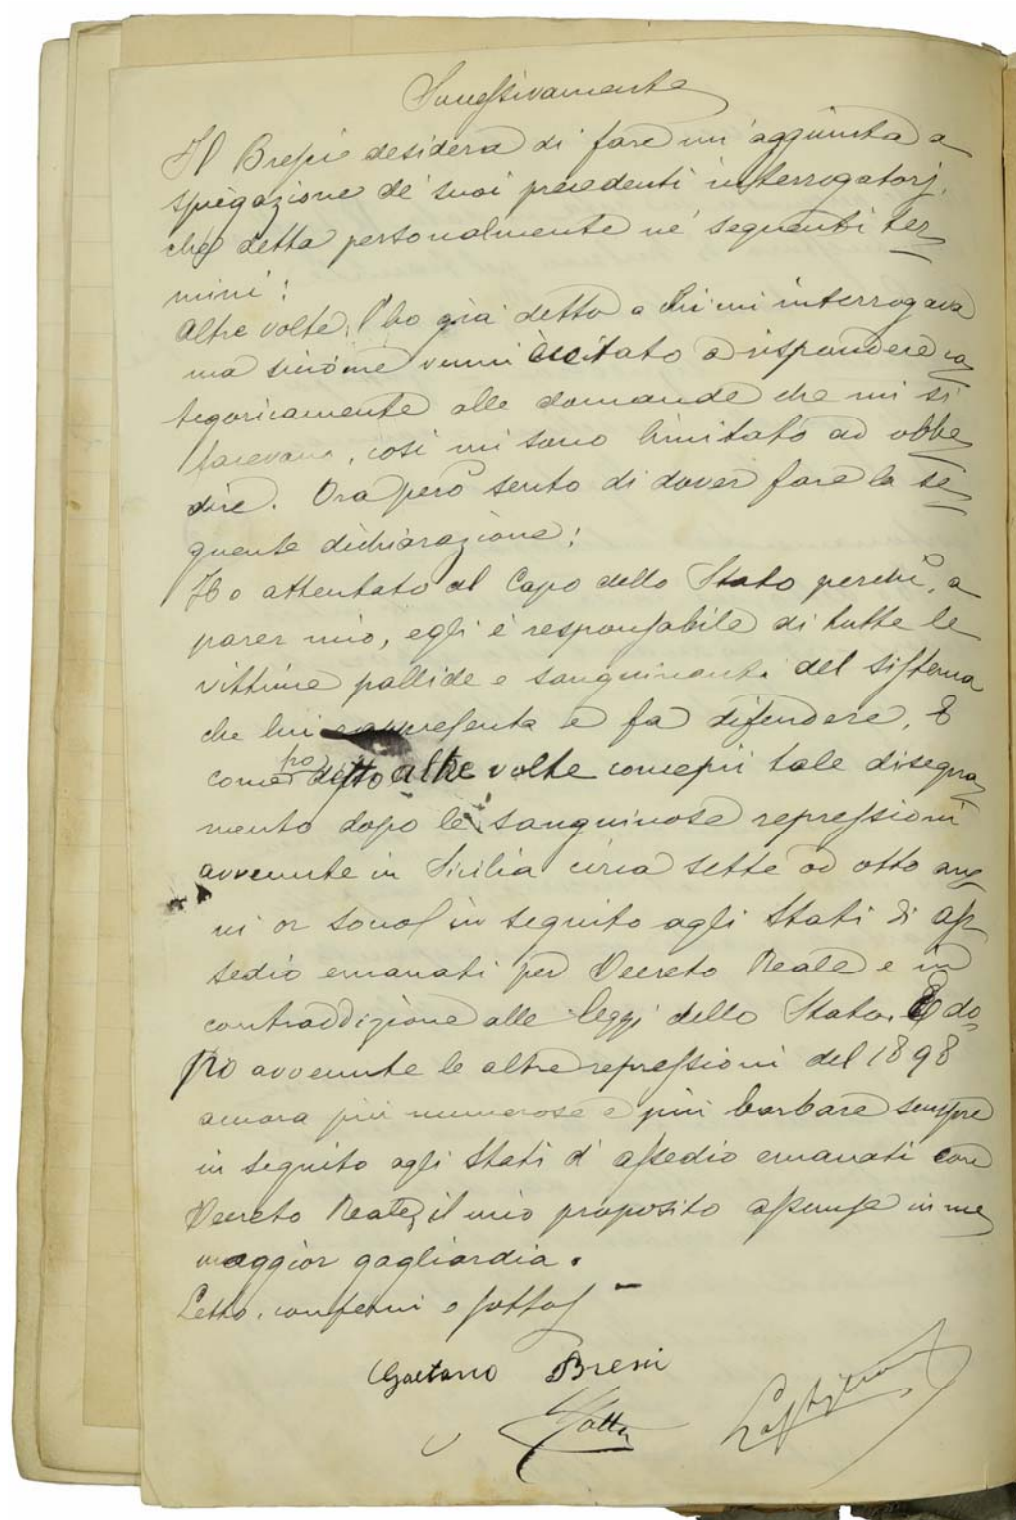 Successivamente
Il Bresci desidera di fare un'aggiunta a
spiegazione de' suoi precedenti interrogatorj,
che detta personalmente ne' seguenti ter=
mini:
Altre volte l'ho già detto a chi mi interrogava
ma siccome venni eccitato a rispondere ca=
tegoricamente alle domande che mi si
facevano, così mi sono limitato ad obbe=
dire. Ora però sento di dover fare la se=
guente dichiarazione:
Ho attentato al Capo dello Stato perchè, a
parer mio, egli è responsabile di tutte le
vittime pallide e sanguinanti del sistema
che lui rappresenta e fa difendere. E
come ho detto altre volte concepii tale disegna=
mento dopo le sanguinose repressioni
avvenute in Sicilia circa sette od otto an=
ni or sono in seguito agli Stati di as=
sedio emanati per Decreto Reale e in
contraddizione alle leggi dello Stato. E do=
po avvenute le altre repressioni del 1898
ancora più numerose e più barbare sempre
in seguito agli Stati d'assedio emanati con
Decreto Reale, il mio proposito assunse in me
maggior gagliardia.
Letto, conferm e sottos
Gaetano Bresci